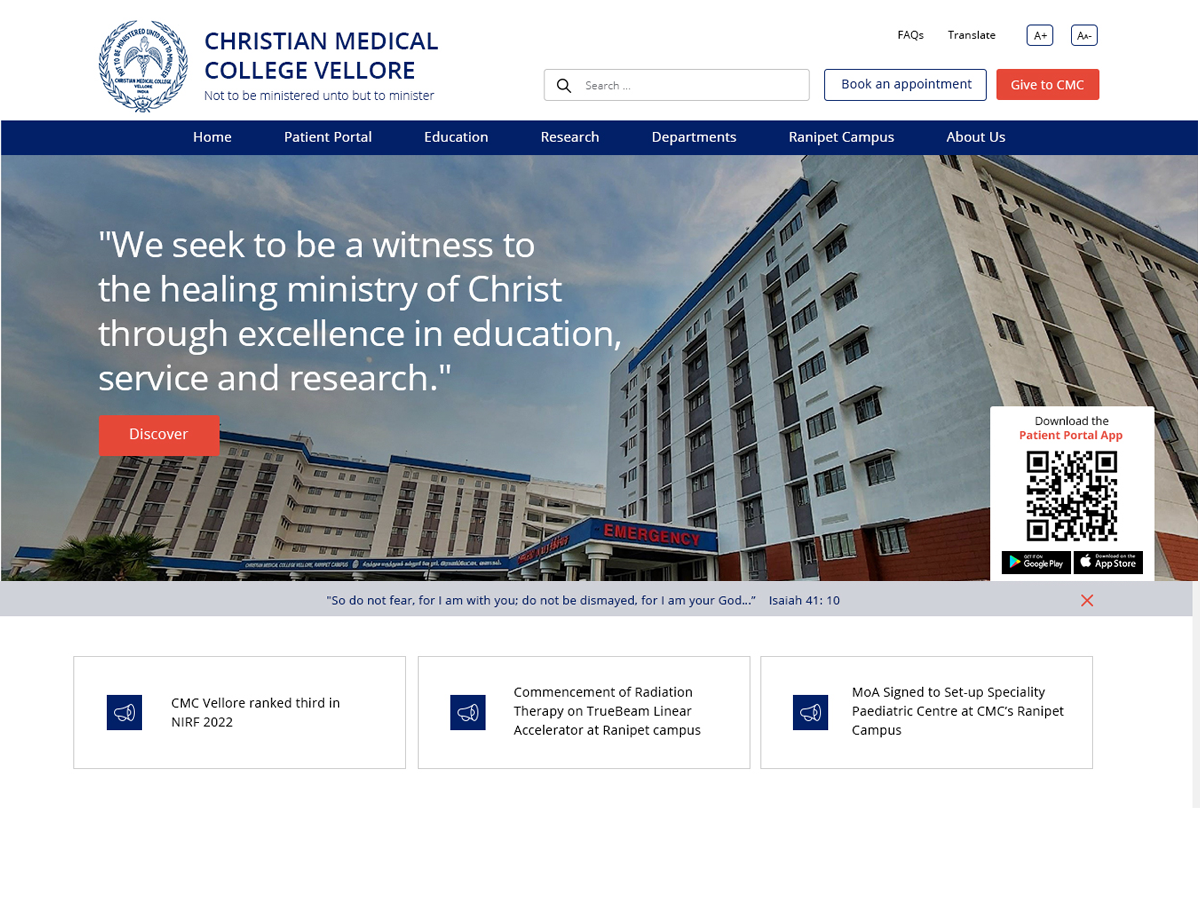 NOT TO BE MINISTERED UNTO BUT TO MINISTER
CHRISTIAN MEDICAL COLLEGE
VELLORE
INDIA
CHRISTIAN MEDICAL
COLLEGE VELLORE
Not to be ministered unto but to minister
FAQs Translate A+ AA-
Search ... Book an appointment Give to CMC
Home Patient Portal Education Research Departments Ranipet Campus About Us
"We seek to be a witness to
the healing ministry of Christ
through excellence in education,
service and research."
Discover
Download the
Patient Portal App
GET IT ON
Google Play
Download on the
App Store
EMERGENCY
CHRISTIAN MEDICAL COLLEGE VELLORE, RANIPET CAMPUS
"So do not fear, for I am with you; do not be dismayed, for I am your God...” Isaiah 41: 10
CMC Vellore ranked third in
NIRF 2022
Commencement of Radiation
Therapy on TrueBeam Linear
Accelerator at Ranipet campus
MoA Signed to Set-up Speciality
Paediatric Centre at CMC’s Ranipet
Campus